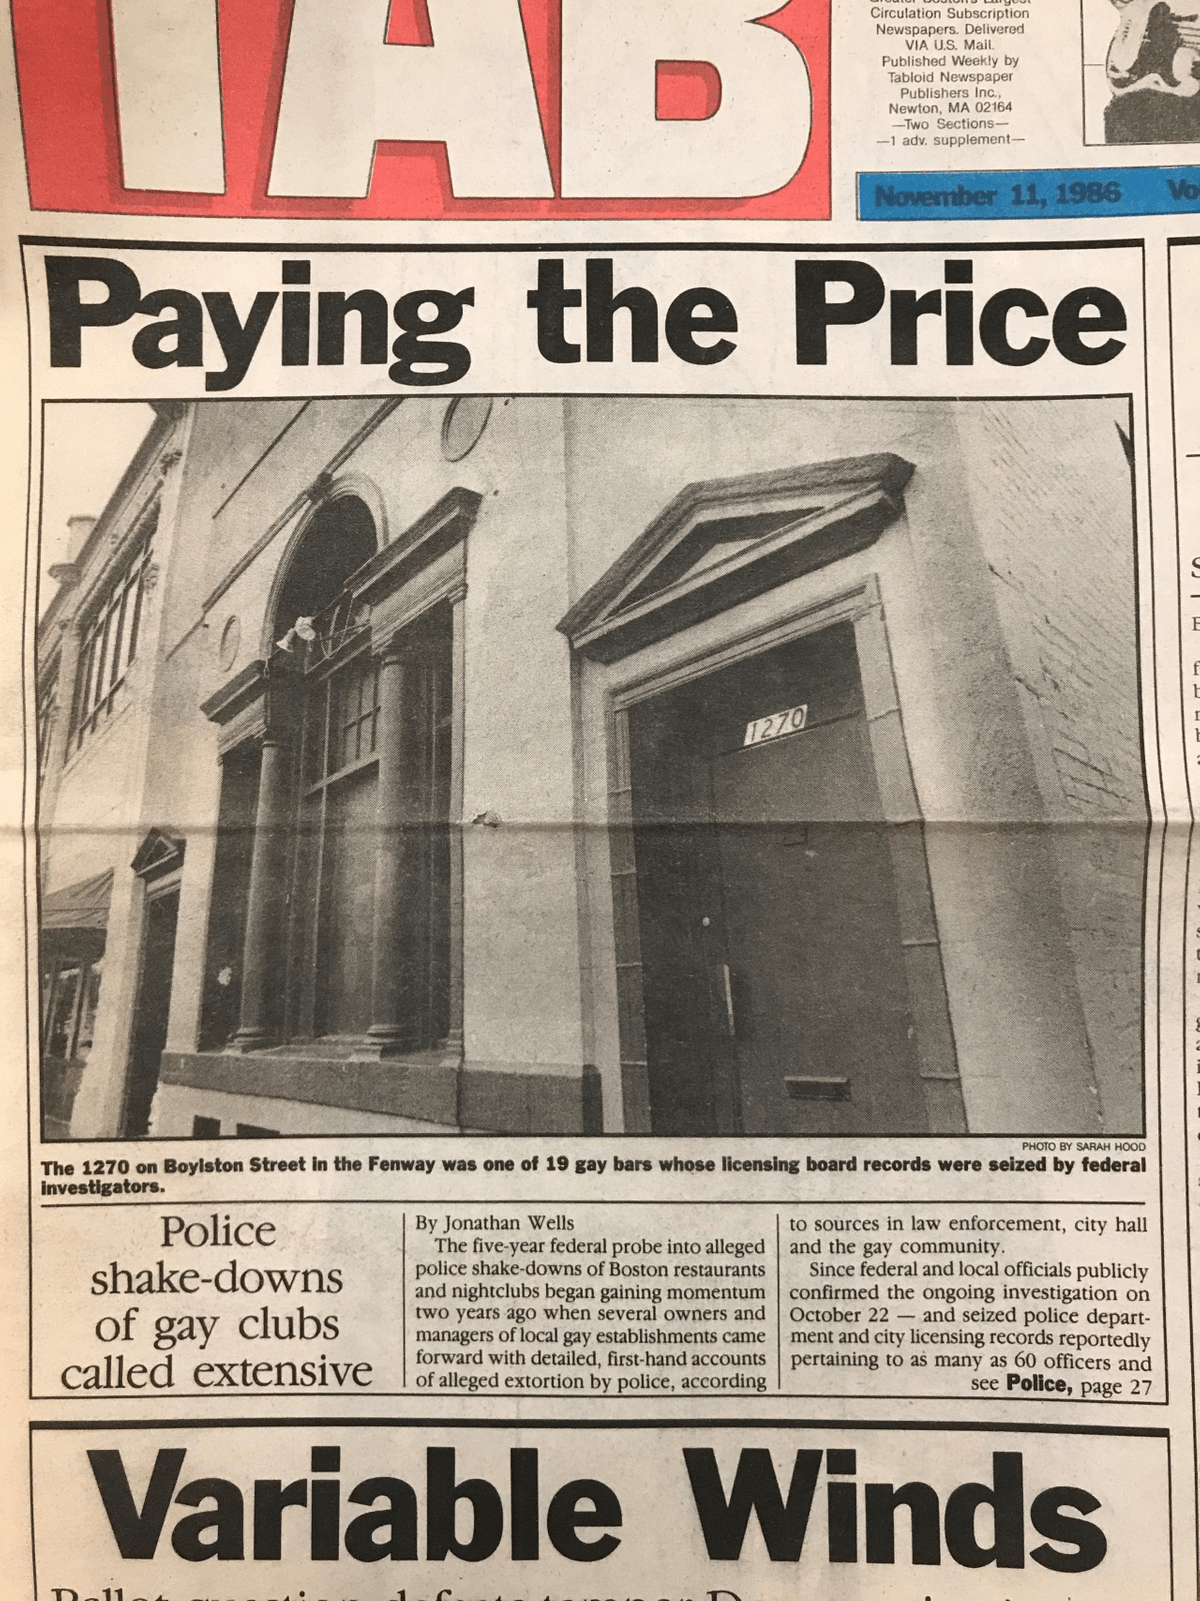 TAB
Greater Boston's Largest
Circulation Subscription
Newspapers. Delivered
VIA U.S. Mail.
Published Weekly by
Tabloid Newspaper
Publishers Inc.,
Newton, MA 02164
—Two Sections—
—1 adv. supplement—
November 11, 1986 Vo
Paying the Price
1270
PHOTO BY SARAH HOOD
The 1270 on Boylston Street in the Fenway was one of 19 gay bars whose licensing board records were seized by federal
investigators.
Police
shake-downs
of gay clubs
called extensive
By Jonathan Wells
The five-year federal probe into alleged
police shake-downs of Boston restaurants
and nightclubs began gaining momentum
two years ago when several owners and
managers of local gay establishments came
forward with detailed, first-hand accounts
of alleged extortion by police, according
to sources in law enforcement, city hall
and the gay community.
Since federal and local officials publicly
confirmed the ongoing investigation on
October 22 — and seized police depart-
ment and city licensing records reportedly
pertaining to as many as 60 officers and
see Police, page 27
Variable Winds
Ballot question, defeats temper